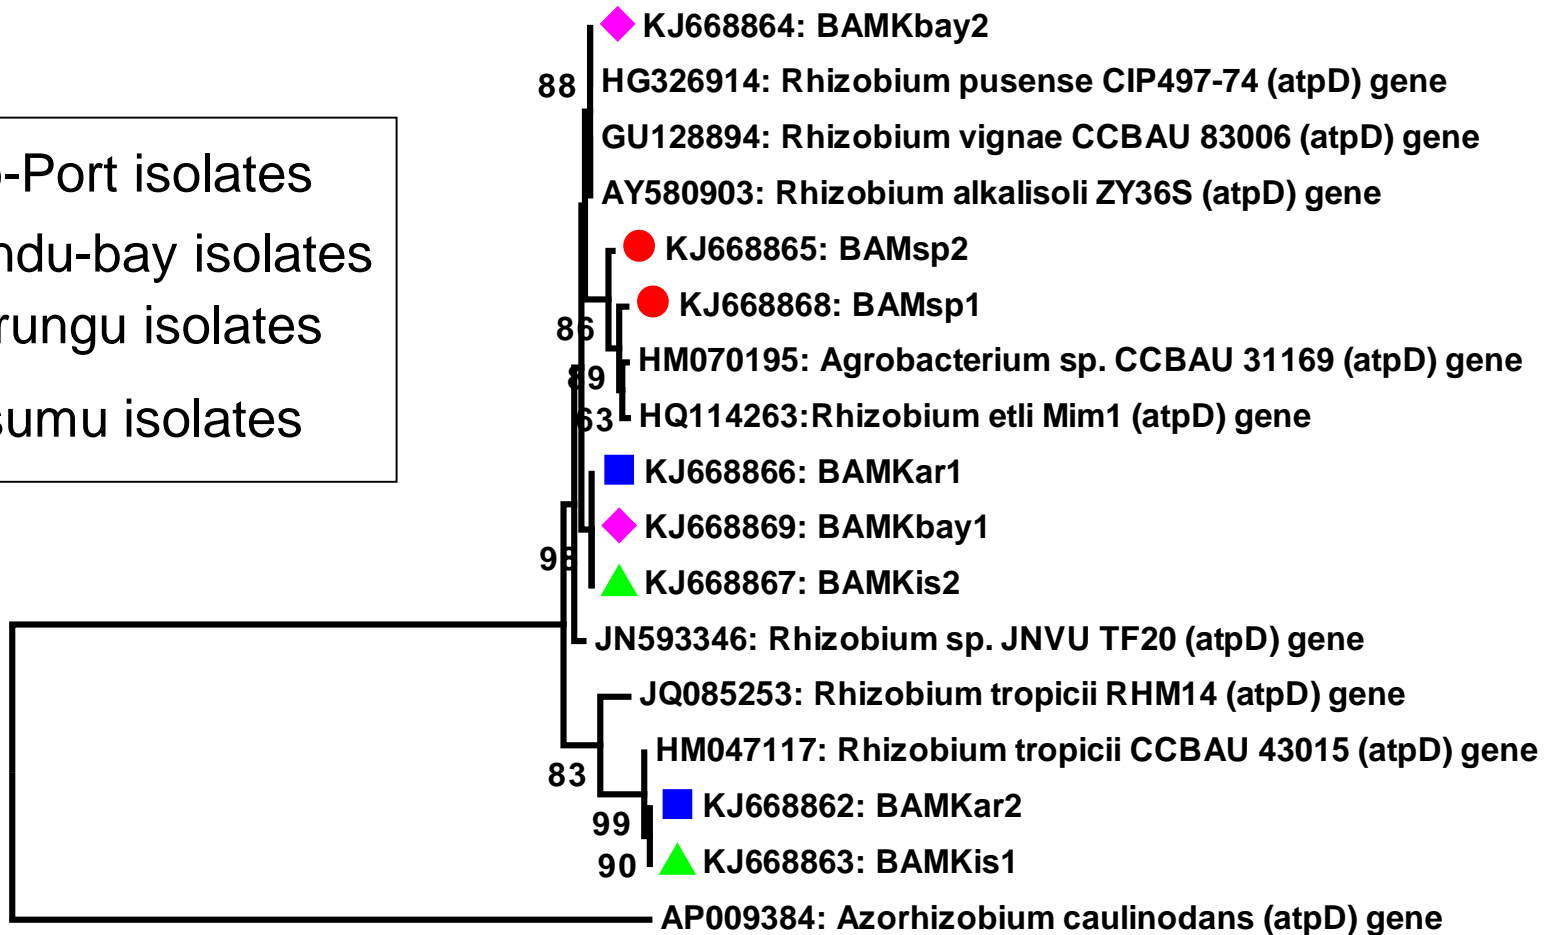 KJ668864: BAMKbay2
88
HG326914: Rhizobium pusense CIP497-74 (atpD) gene
GU128894: Rhizobium vignae CCBAU 83006 (atpD) gene
-Port isolates
AY580903: Rhizobium alkalisoli ZY36S (atpD) gene
ndu-bay isolates
KJ668865: BAMsp2
KJ668868: BAMsp1
rungu isolates
86
HM070195: Agrobacterium sp. CCBAU 31169 (atpD) gene
89
sumu isolates
HQ114263:Rhizobium etli Mim1 (atpD) gene
63
KJ668866: BAMKar1
KJ668869: BAMKbay1
KJ668867: BAMKis2
JN593346: Rhizobium sp. JNVU TF20 (atpD) gene
JQ085253: Rhizobium tropicii RHM14 (atpD) gene
HM047117: Rhizobium tropicii CCBAU 43015 (atpD) gene
83
KJ668862: BAMKar2
99
KJ668863: BAMKis1
90
AP009384: Azorhizobium caulinodans (atpD) gene